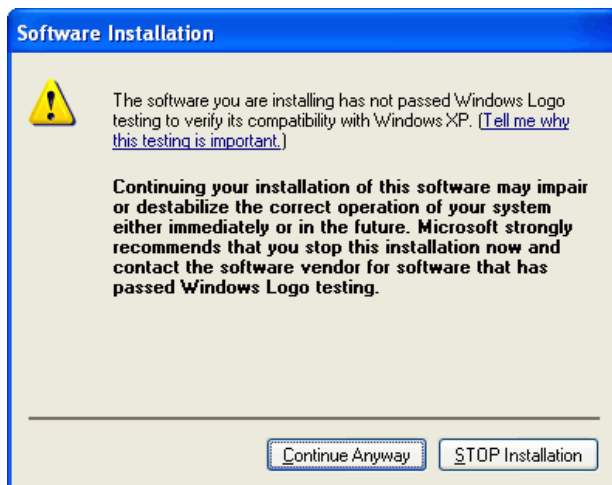 Software Installation
The software you are installing has not passed Windows Logo
testing to verify its compatibility with Windows XP. (Tell me why
this testing is important.)
Continuing your installation of this software may impair
or destabilize the correct operation of your system
either immediately or in the future. Microsoft strongly
recommends that you stop this installation now and
contact the software vendor for software that has
passed Windows Logo testing.
Continue Anyway
STOP Installation